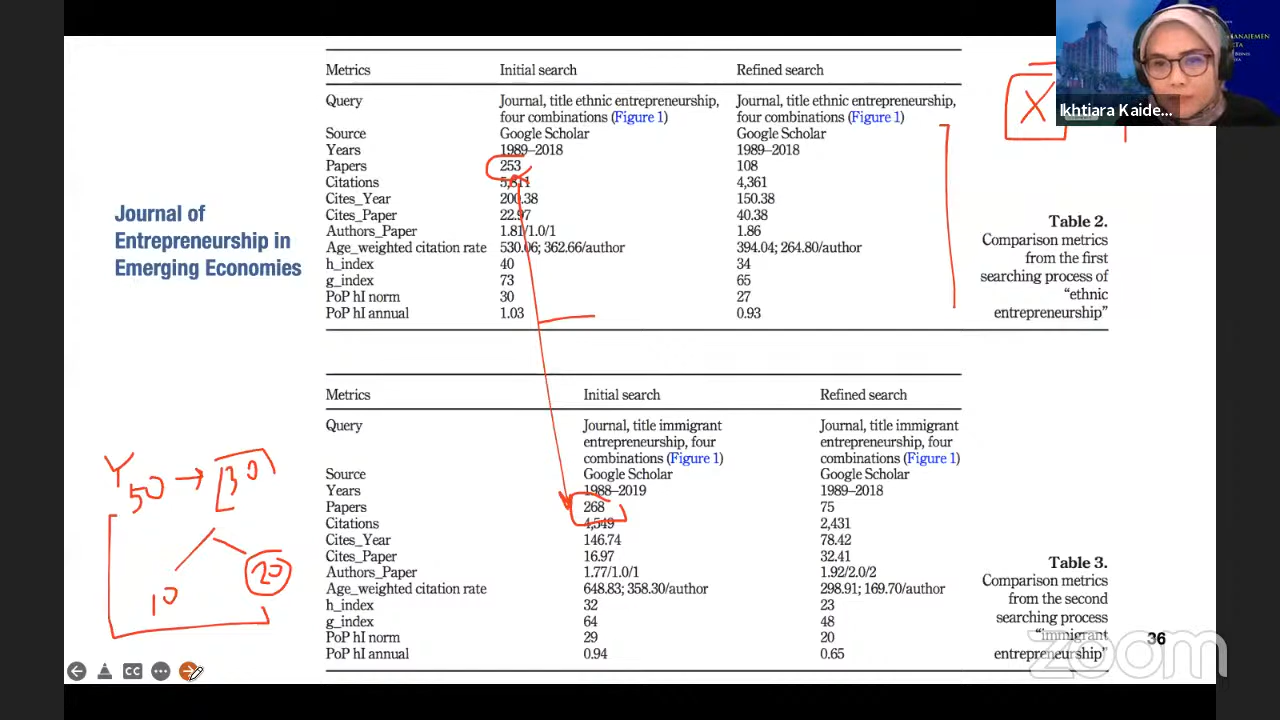 MANAJEMEN
Ikhtiara Kaide...
X
Journal of
Entrepreneurship in
Emerging Economies
Metrics Initial search Refined search
Query Journal, title ethnic entrepreneurship, Journal, title ethnic entrepreneurship,
four combinations (Figure 1) four combinations (Figure 1)
Source Google Scholar Google Scholar
Years 1989–2018 1989–2018
Papers 253 108
Citations 5,811 4,361
Cites_Year 200.38 150.38
Cites_Paper 22.97 40.38
Authors_Paper 1.81/1.0/1 1.86
Age_weighted citation rate 530.06; 362.66/author 394.04; 264.80/author
h_index 40 34
g_index 73 65
PoP hI norm 30 27
PoP hI annual 1.03 0.93
Table 2.
Comparison metrics
from the first
searching process of
“ethnic
entrepreneurship”
Metrics Initial search Refined search
Query Journal, title immigrant Journal, title immigrant
entrepreneurship, four entrepreneurship, four
combinations (Figure 1) combinations (Figure 1)
Source Google Scholar Google Scholar
Years 1988–2019 1989–2018
Papers 268 75
Citations 4,549 2,431
Cites_Year 146.74 78.42
Cites_Paper 16.97 32.41
Authors_Paper 1.77/1.0/1 1.92/2.0/2
Age_weighted citation rate 648.83; 358.30/author 298.91; 169.70/author
h_index 32 23
g_index 64 48
PoP hI norm 29 20
PoP hI annual 0.94 0.65
Table 3.
Comparison metrics
from the second
searching process
“immigrant
entrepreneurship”
Y 50 → 30
10 20
36
CC
zoom